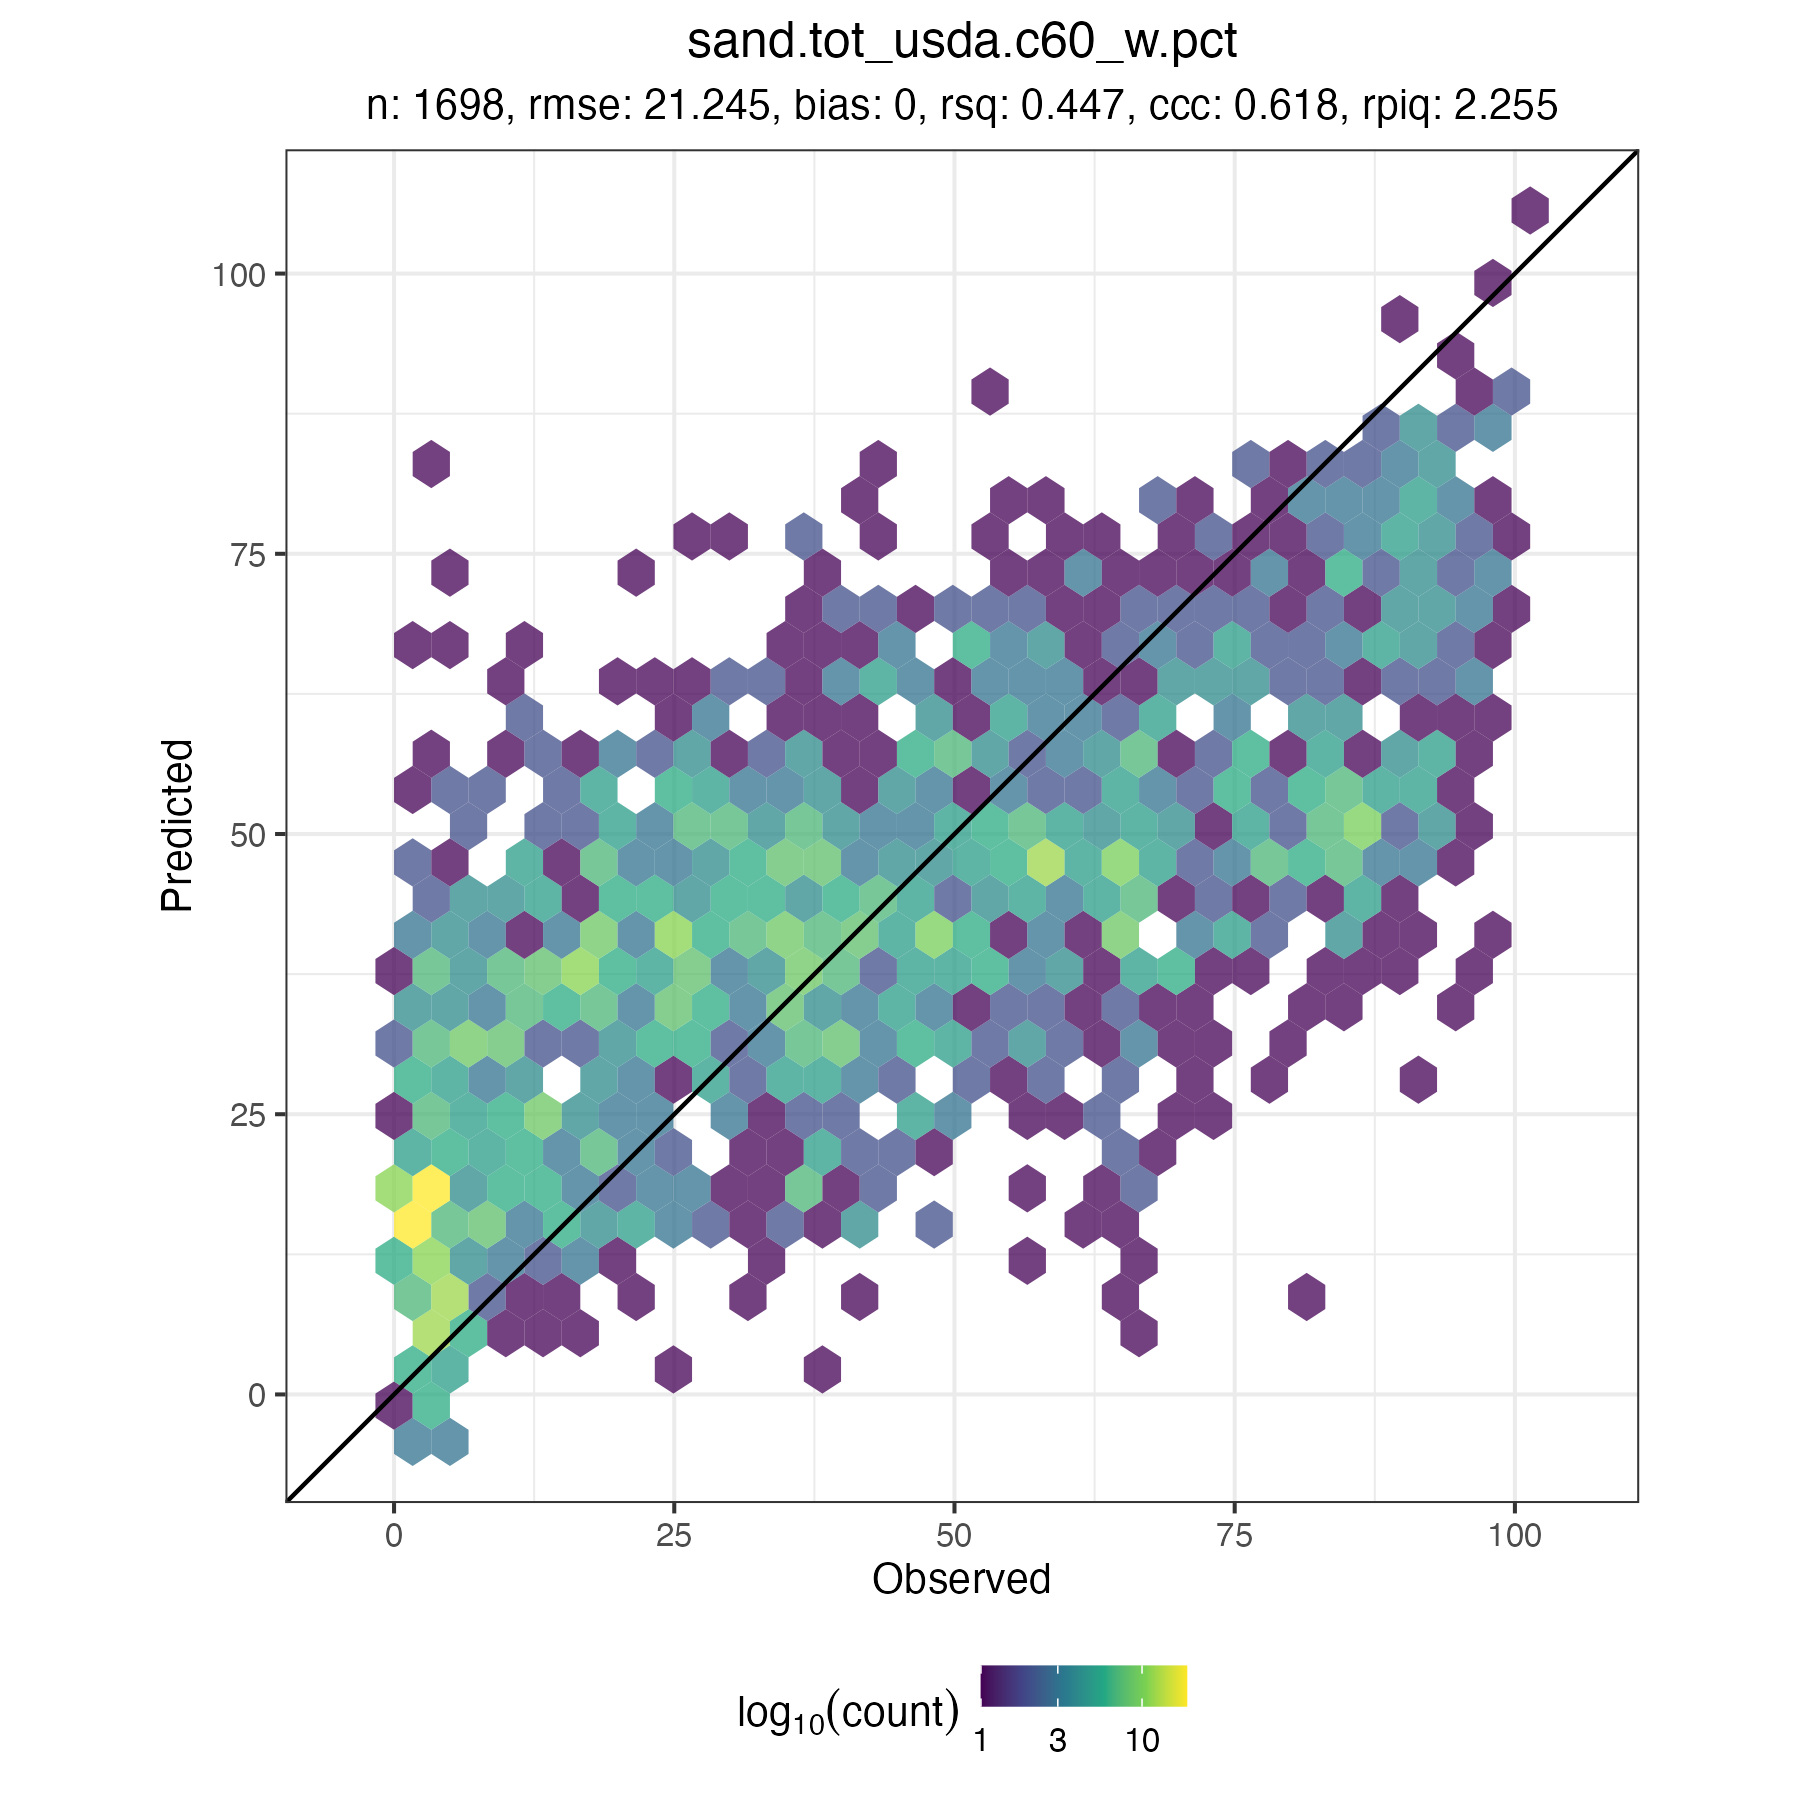 sand.tot_usda.c60_w.pct
n: 1698, rmse: 21.245, bias: 0, rsq: 0.447, ccc: 0.618, rpiq: 2.255
100
75
50
25
0
Predicted
0 25 50 75 100
Observed
log₁₀(count)
1 3 10